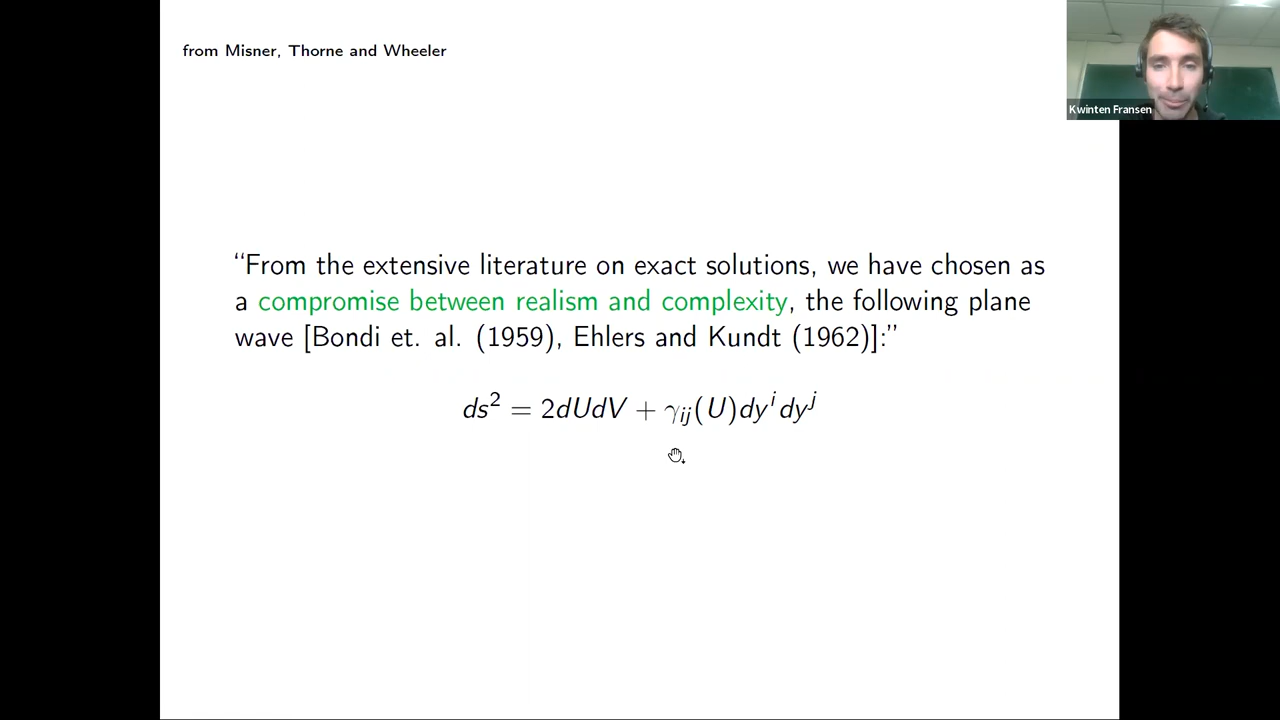 from Misner, Thorne and Wheeler
Kwinten Fransen
“From the extensive literature on exact solutions, we have chosen as
a compromise between realism and complexity, the following plane
wave [Bondi et. al. (1959), Ehlers and Kundt (1962)]:”
ds² = 2dUdV + γᵢⱼ(U)dyⁱdyʲ